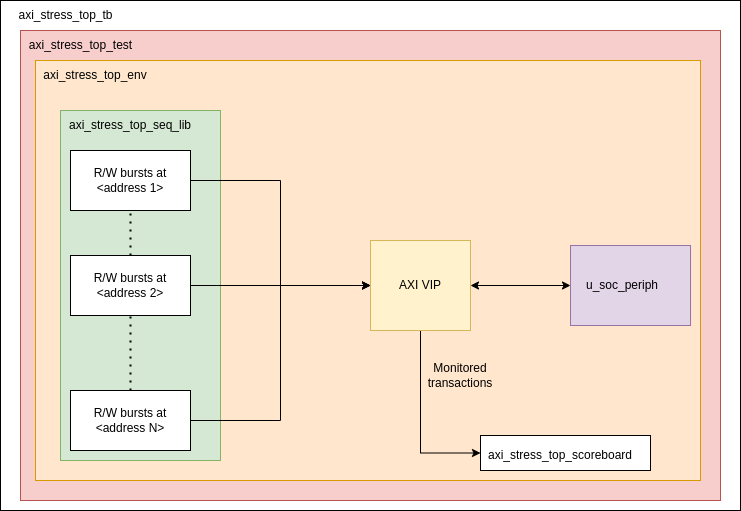 axi_stress_top_tb
axi_stress_top_test
axi_stress_top_env
axi_stress_top_seq_lib
R/W bursts at
<address 1>
R/W bursts at
<address 2>
R/W bursts at
<address N>
AXI VIP
u_soc_periph
Monitored
transactions
axi_stress_top_scoreboard